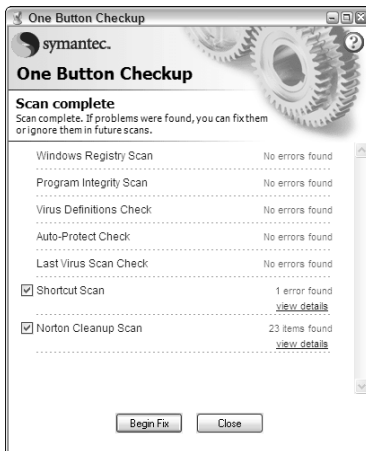 One Button Checkup
symantec.
?
One Button Checkup
Scan complete
Scan complete. If problems were found, you can fix them
or ignore them in future scans.
Windows Registry Scan No errors found
Program Integrity Scan No errors found
Virus Definitions Check No errors found
Auto-Protect Check No errors found
Last Virus Scan Check No errors found
Shortcut Scan 1 error found
view details
Norton Cleanup Scan 23 items found
view details
Begin Fix Close